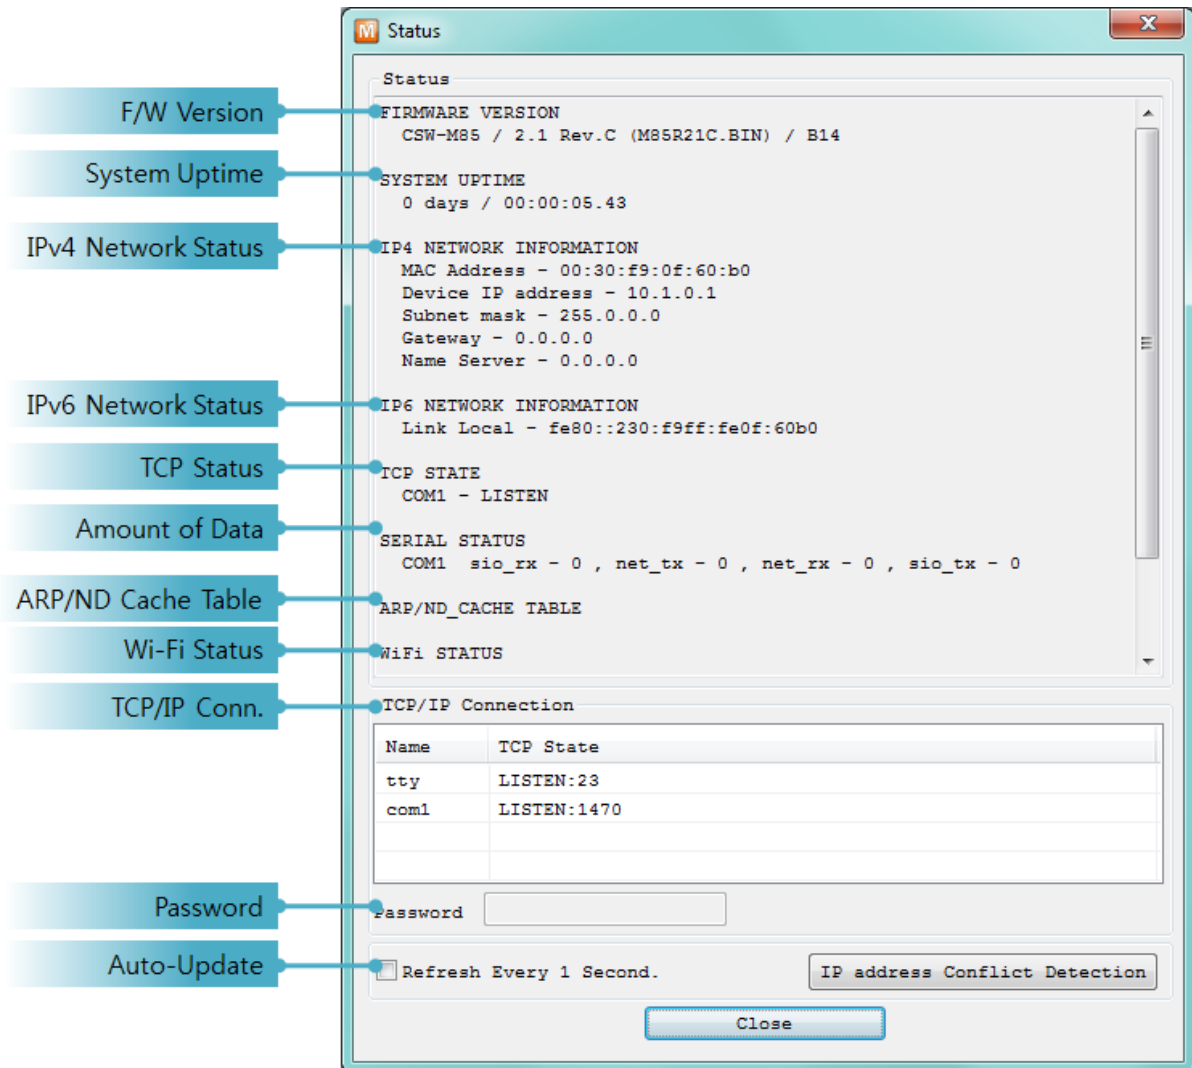 Status
Status
F/W Version
FIRMWARE VERSION
CSW-M85 / 2.1 Rev.C (M85R21C.BIN) / B14
System Uptime
SYSTEM UPTIME
0 days / 00:00:05.43
IPv4 Network Status
IP4 NETWORK INFORMATION
MAC Address - 00:30:f9:0f:60:b0
Device IP address - 10.1.0.1
Subnet mask - 255.0.0.0
Gateway - 0.0.0.0
Name Server - 0.0.0.0
IPv6 Network Status
IP6 NETWORK INFORMATION
Link Local - fe80::230:f9ff:fe0f:60b0
TCP Status
TCP STATE
COM1 - LISTEN
Amount of Data
SERIAL STATUS
COM1 sio_rx - 0 , net_tx - 0 , net_rx - 0 , sio_tx - 0
ARP/ND Cache Table
ARP/ND_CACHE TABLE
Wi-Fi Status
WiFi STATUS
TCP/IP Conn.
TCP/IP Connection
Name TCP State
tty LISTEN:23
com1 LISTEN:1470
Password
Password
Auto-Update
Refresh Every 1 Second. IP address Conflict Detection
Close